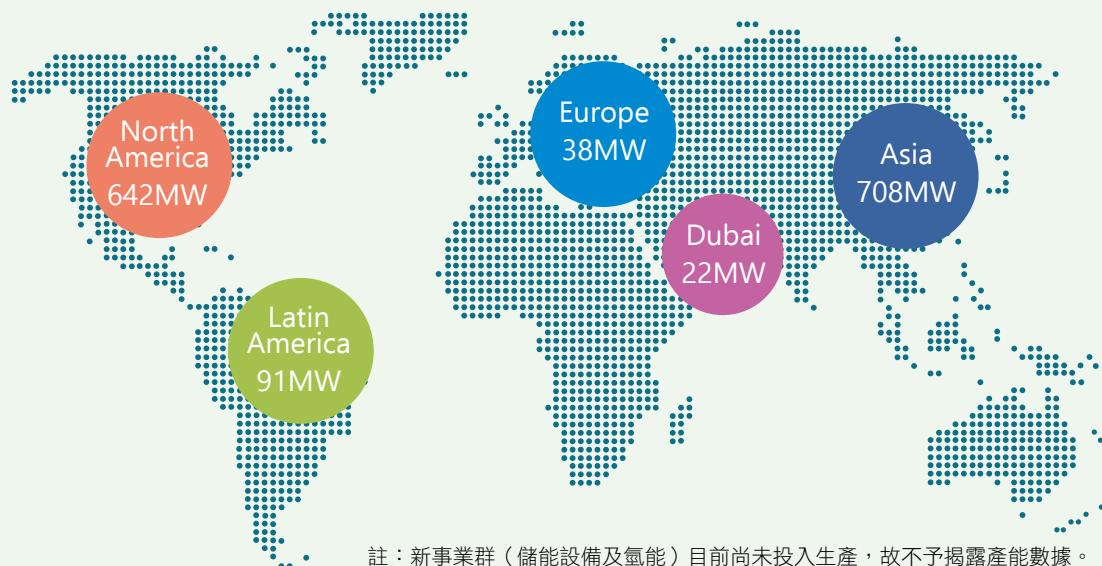 North
America
642MW
Europe
38MW
Asia
708MW
Dubai
22MW
Latin
America
91MW
註：新事業群（儲能設備及氫能）目前尚未投入生產，故不予揭露產能數據。